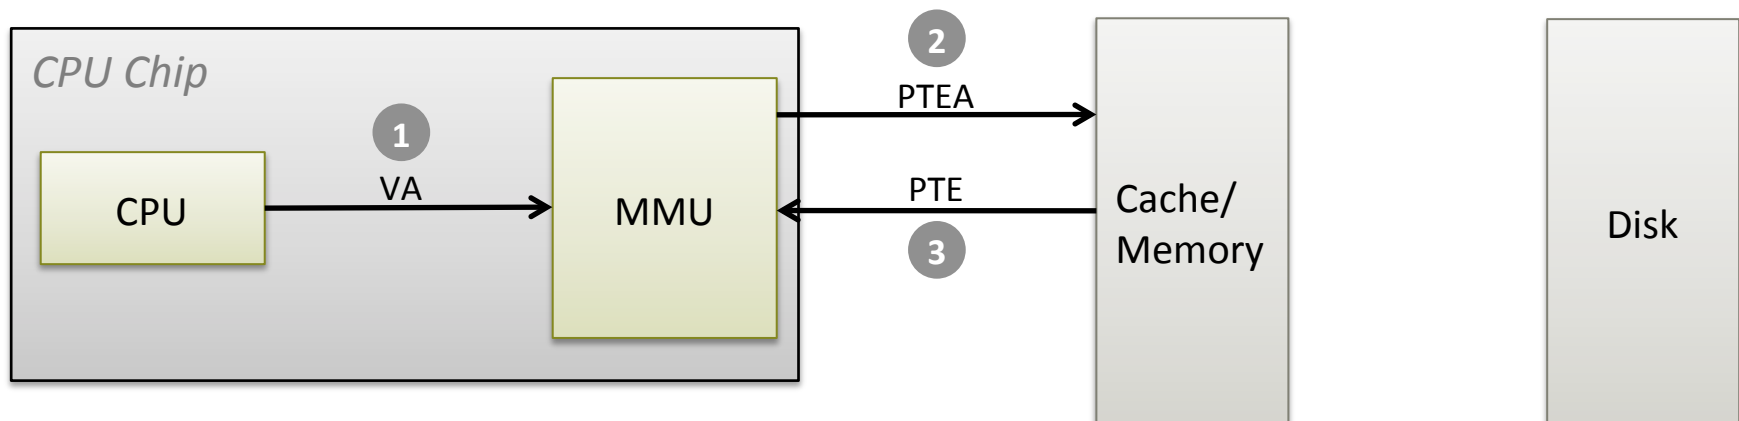 CPU Chip
2
PTEA
1
VA
CPU
MMU
PTE
3
Cache/
Memory
Disk